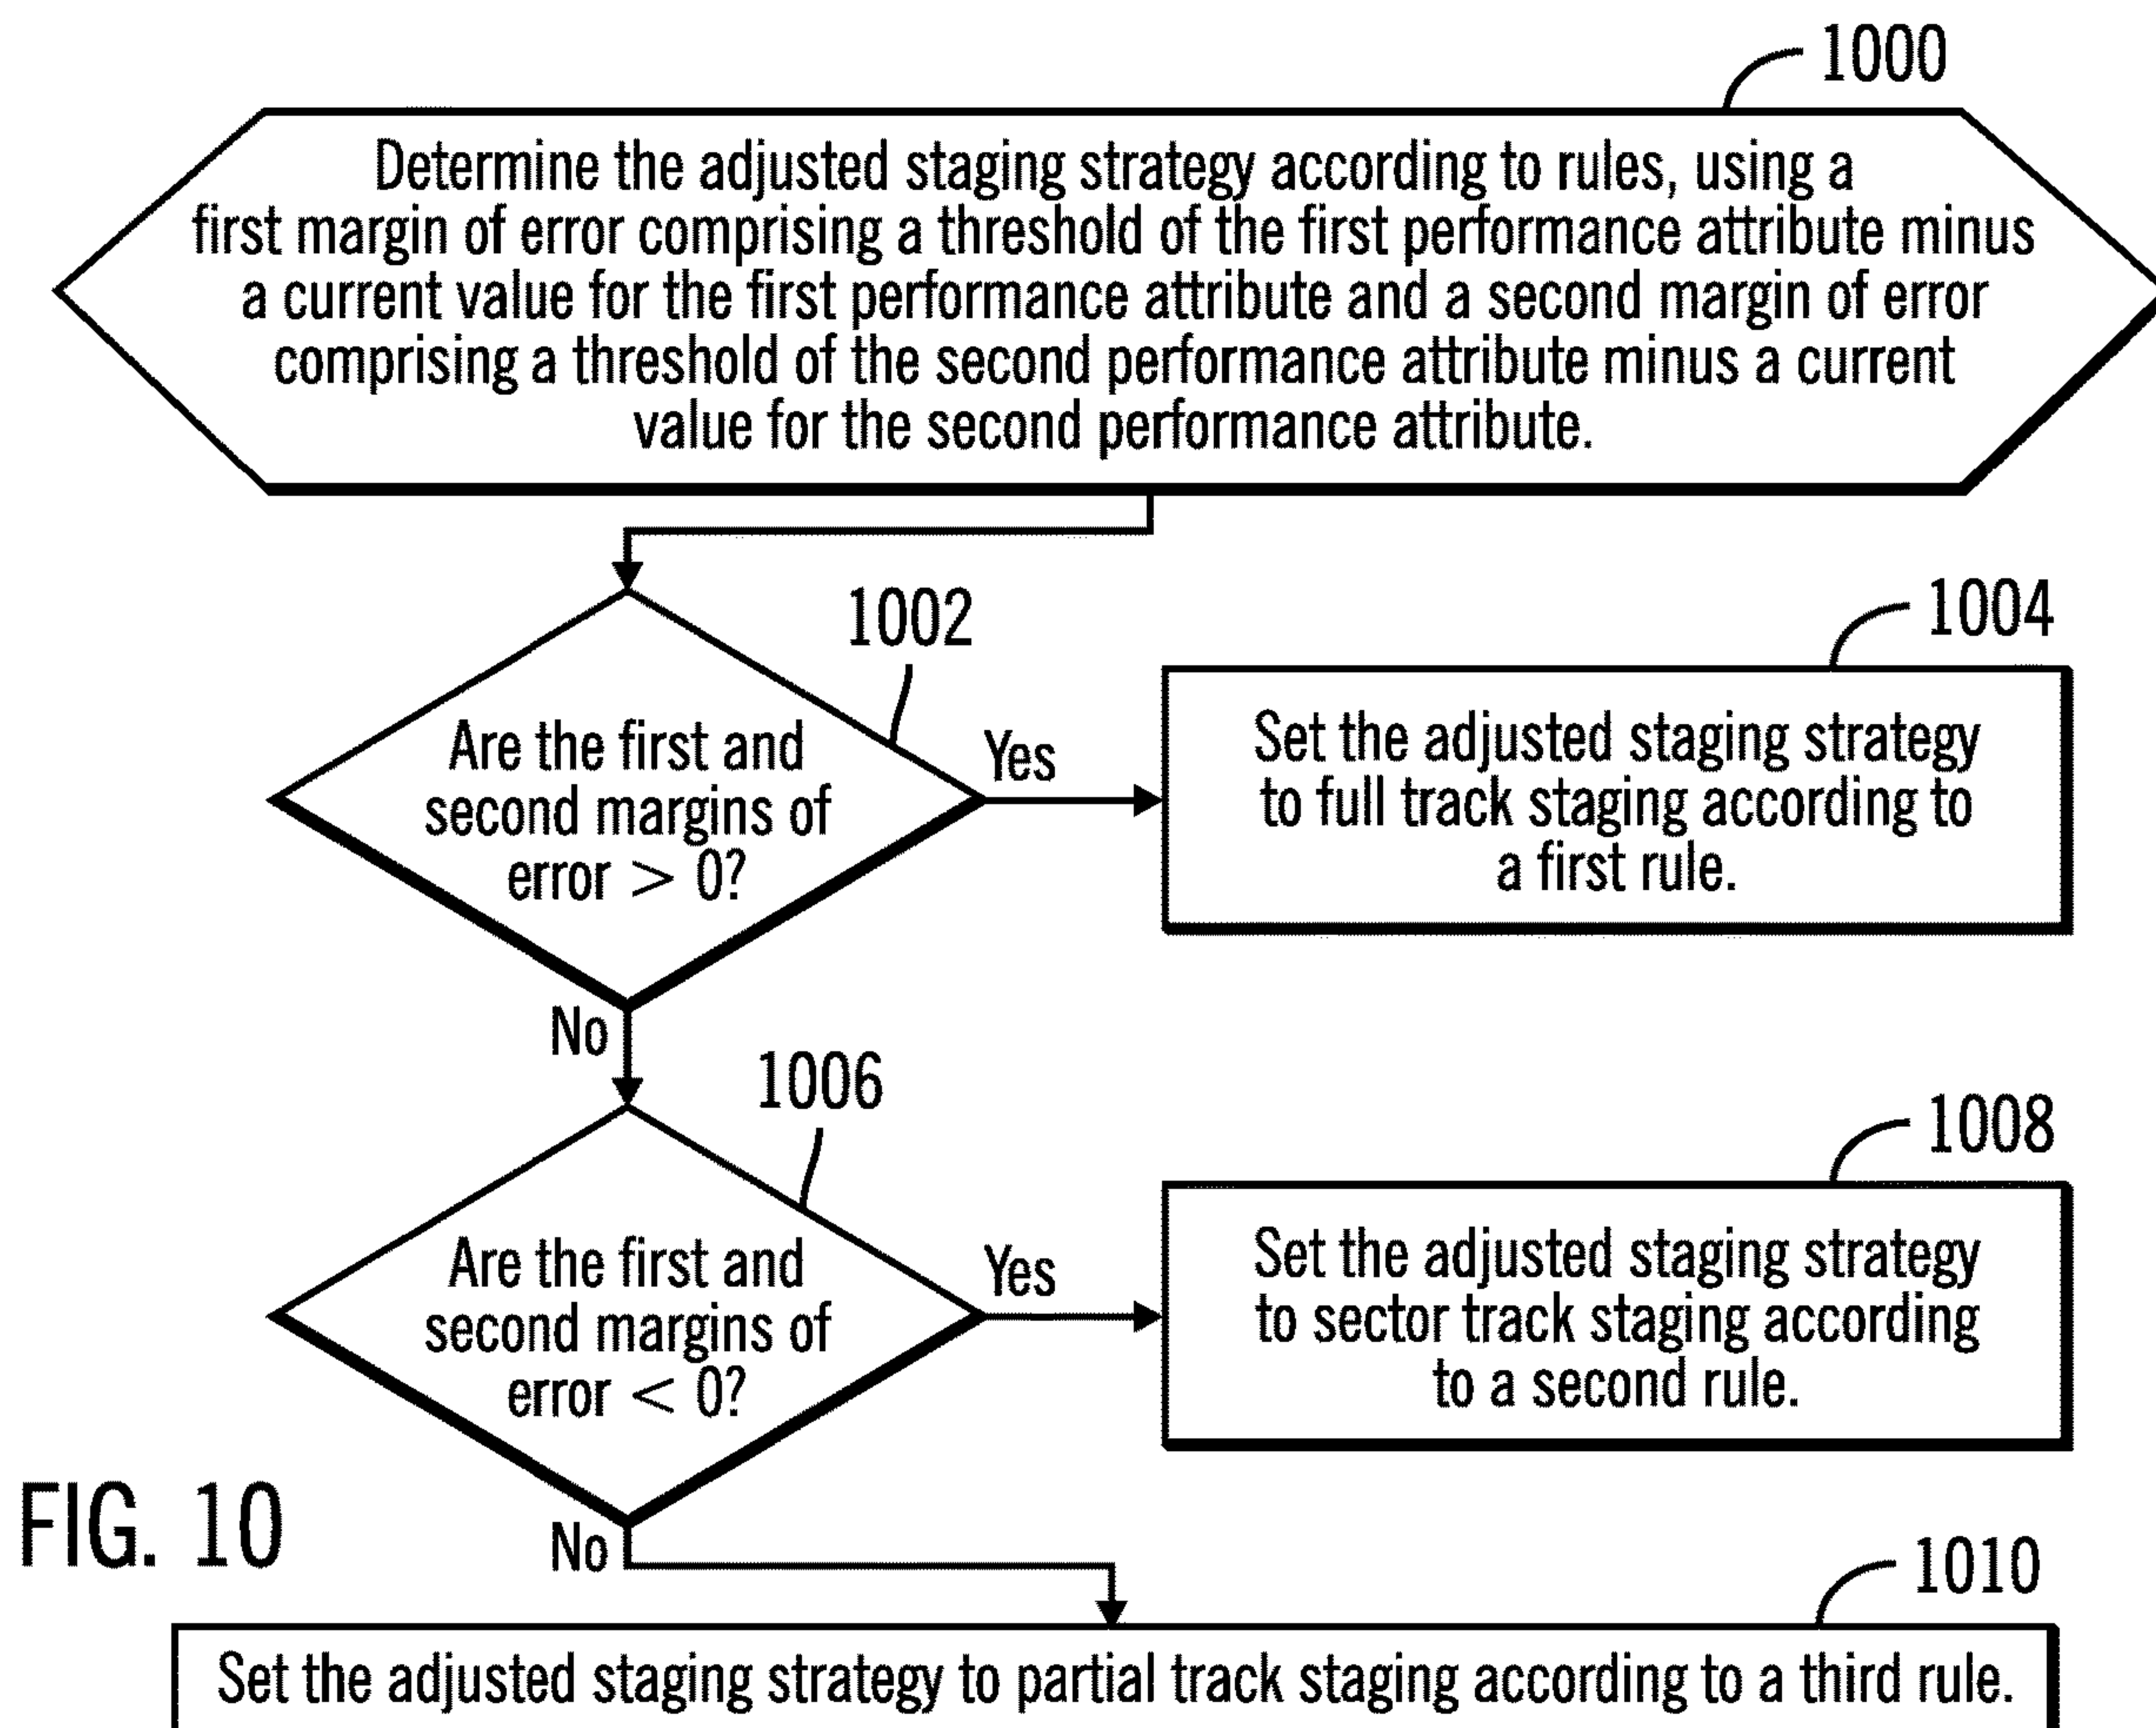 1000
Determine the adjusted staging strategy according to rules, using a
first margin of error comprising a threshold of the first performance attribute minus
a current value for the first performance attribute and a second margin of error
comprising a threshold of the second performance attribute minus a current
value for the second performance attribute.
1002
Are the first and
second margins of
error > 0?
Yes
1004
Set the adjusted staging strategy
to full track staging according to
a first rule.
No
1006
Are the first and
second margins of
error < 0?
Yes
1008
Set the adjusted staging strategy
to sector track staging according
to a second rule.
No
FIG. 10
1010
Set the adjusted staging strategy to partial track staging according to a third rule.